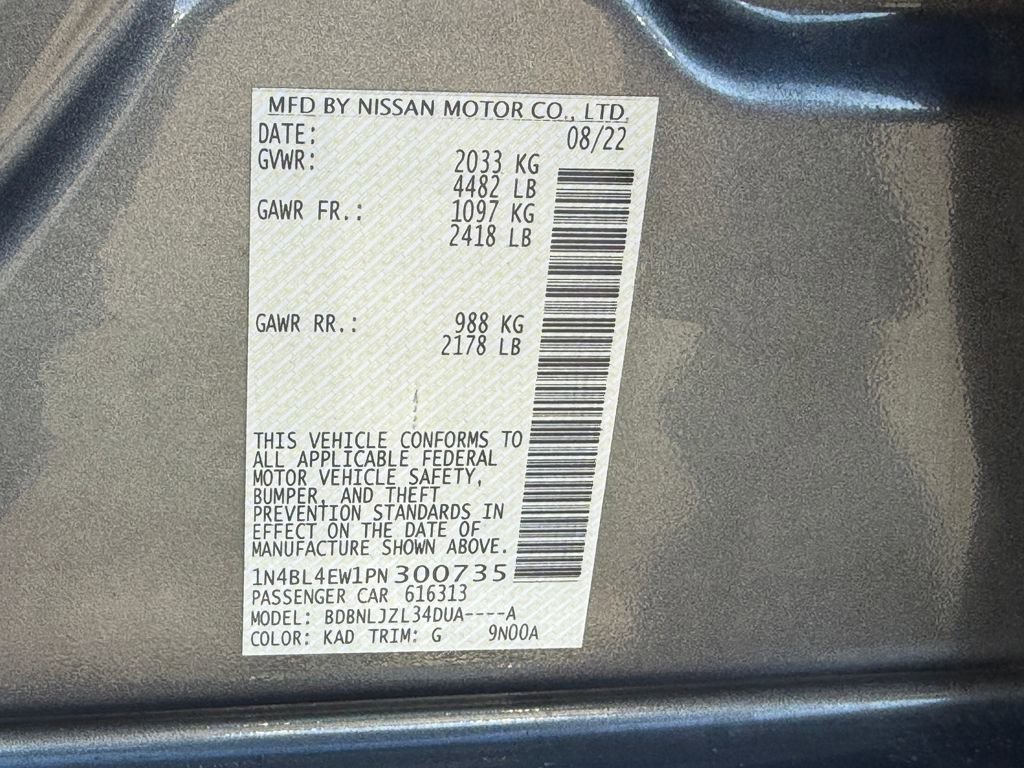 MFD BY NISSAN MOTOR CO., LTD.
DATE: 08/22
GVWR: 2033 KG
4482 LB
GAWR FR.: 1097 KG
2418 LB
GAWR RR.: 988 KG
2178 LB
THIS VEHICLE CONFORMS TO
ALL APPLICABLE FEDERAL
MOTOR VEHICLE SAFETY,
BUMPER, AND THEFT
PREVENTION STANDARDS IN
EFFECT ON THE DATE OF
MANUFACTURE SHOWN ABOVE.
1N4BL4EW1PN300735
PASSENGER CAR 616313
MODEL: BDBNLJZL34DUA----A
COLOR: KAD TRIM: G 9N00A